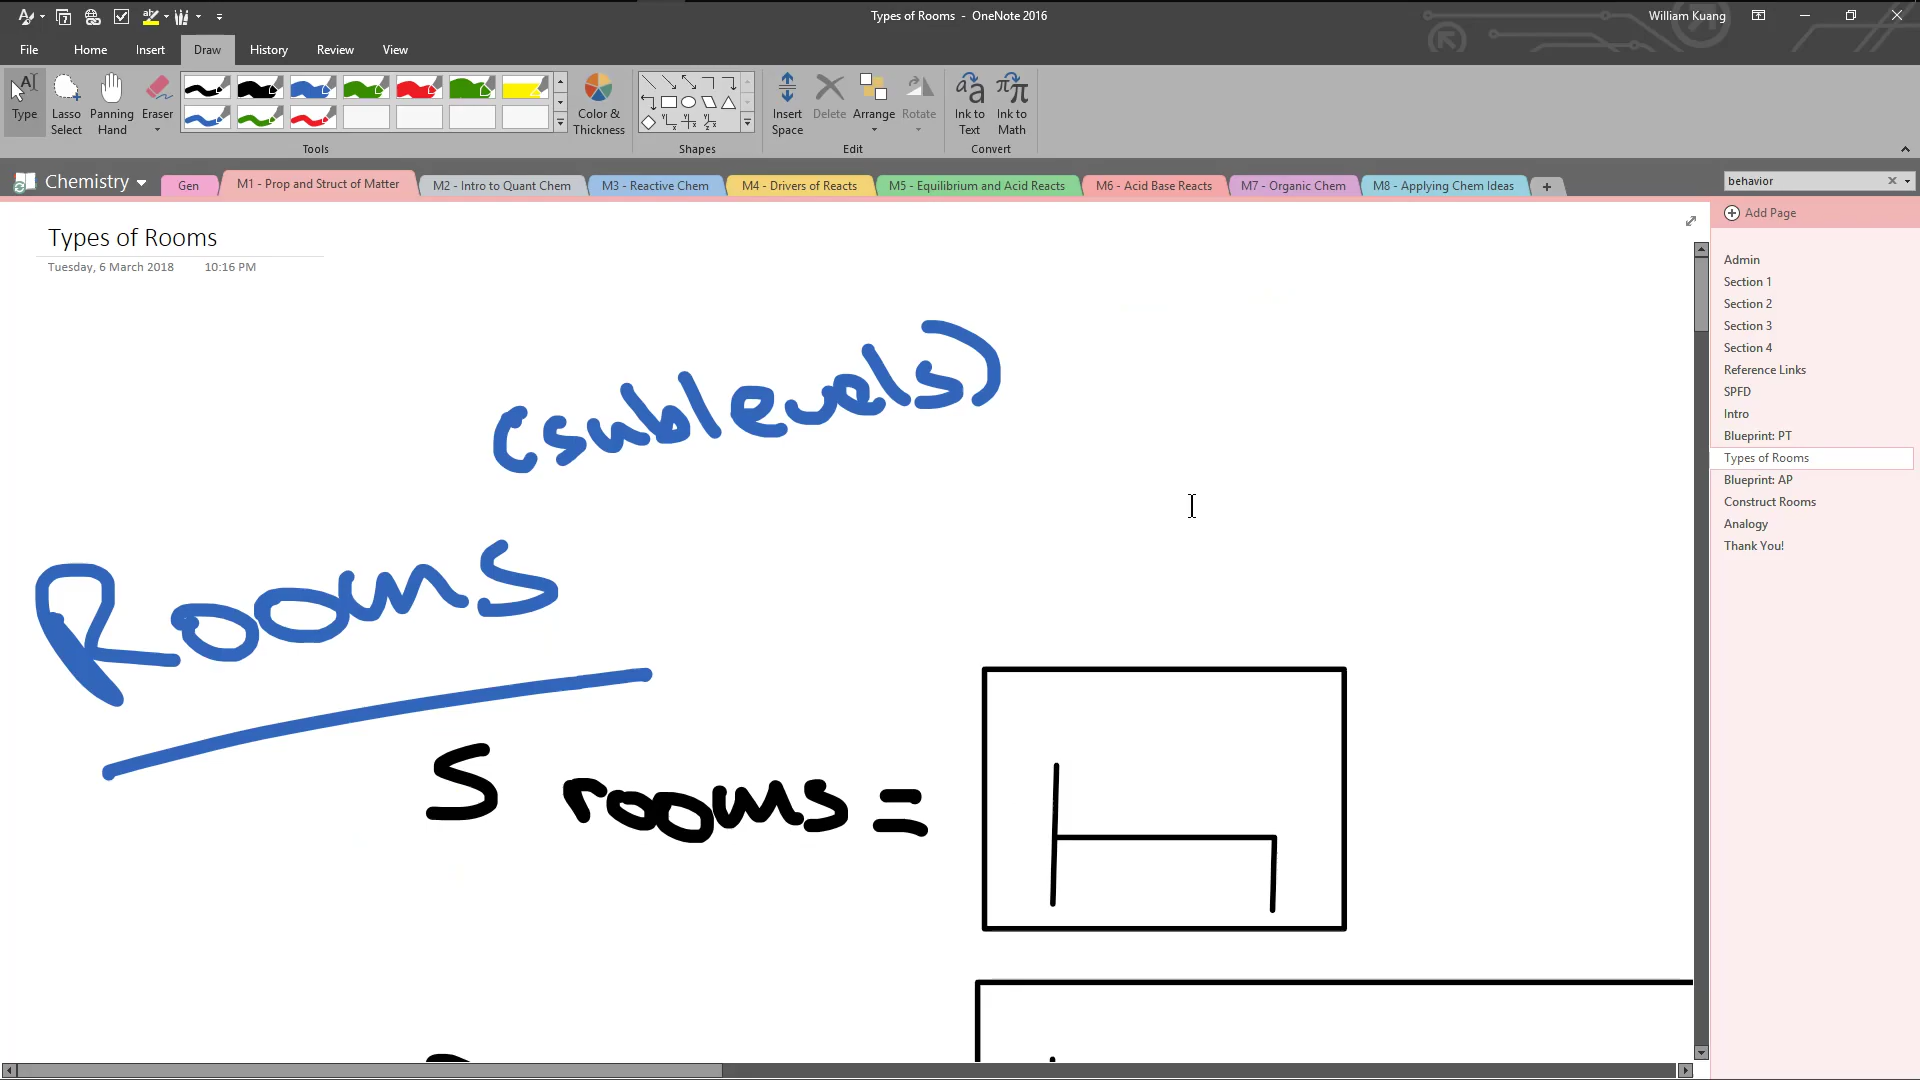 Types of Rooms - OneNote 2016
William Kuang
File Home Insert Draw History Review View
Type
Lasso Select
Panning Hand
Eraser
Color & Thickness
Insert Space
Delete
Arrange
Rotate
Ink to Text
Ink to Math
Tools
Shapes
Edit
Convert
Chemistry
Gen
M1 - Prop and Struct of Matter
M2 - Intro to Quant Chem
M3 - Reactive Chem
M4 - Drivers of Reacts
M5 - Equilibrium and Acid Reacts
M6 - Acid Base Reacts
M7 - Organic Chem
M8 - Applying Chem Ideas
behavior
Types of Rooms
Tuesday, 6 March 2018 10:16 PM
(sublevels)
Rooms
S rooms =
Add Page
Admin
Section 1
Section 2
Section 3
Section 4
Reference Links
SPFD
Intro
Blueprint: PT
Types of Rooms
Blueprint: AP
Construct Rooms
Analogy
Thank You!